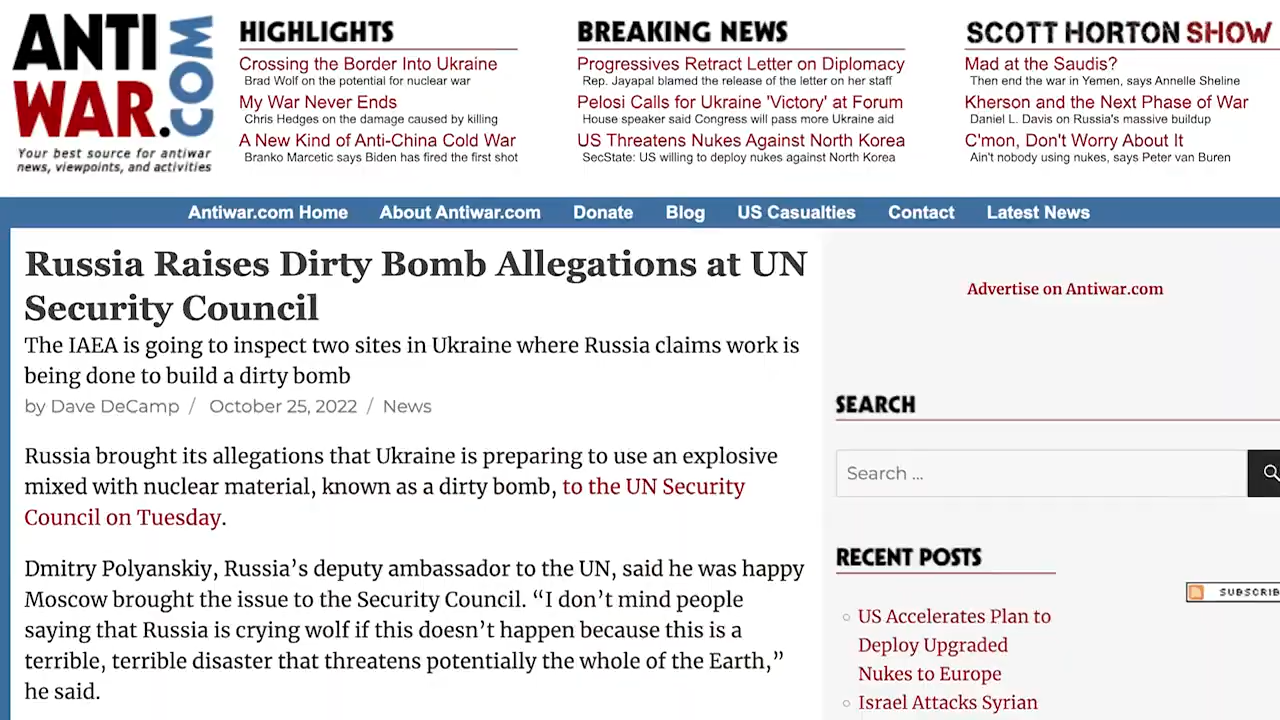 ANTI
WAR.COM
Your best source for antiwar
news, viewpoints, and activities
HIGHLIGHTS
Crossing the Border Into Ukraine
Brad Wolf on the potential for nuclear war
My War Never Ends
Chris Hedges on the damage caused by killing
A New Kind of Anti-China Cold War
Branko Marcetic says Biden has fired the first shot
BREAKING NEWS
Progressives Retract Letter on Diplomacy
Rep. Jayapal blamed the release of the letter on her staff
Pelosi Calls for Ukraine 'Victory' at Forum
House speaker said Congress will pass more Ukraine aid
US Threatens Nukes Against North Korea
SecState: US willing to deploy nukes against North Korea
SCOTT HORTON SHOW
Mad at the Saudis?
Then end the war in Yemen, says Annelle Sheline
Kherson and the Next Phase of War
Daniel L. Davis on Russia's massive buildup
C'mon, Don't Worry About It
Ain't nobody using nukes, says Peter van Buren
Antiwar.com Home About Antiwar.com Donate Blog US Casualties Contact Latest News
Russia Raises Dirty Bomb Allegations at UN
Security Council
The IAEA is going to inspect two sites in Ukraine where Russia claims work is
being done to build a dirty bomb
by Dave DeCamp / October 25, 2022 / News
Russia brought its allegations that Ukraine is preparing to use an explosive
mixed with nuclear material, known as a dirty bomb, to the UN Security
Council on Tuesday.
Dmitry Polyanskiy, Russia’s deputy ambassador to the UN, said he was happy
Moscow brought the issue to the Security Council. “I don’t mind people
saying that Russia is crying wolf if this doesn’t happen because this is a
terrible, terrible disaster that threatens potentially the whole of the Earth,”
he said.
Advertise on Antiwar.com
SEARCH
Search ...
RECENT POSTS
SUBSCRIB
US Accelerates Plan to
Deploy Upgraded
Nukes to Europe
Israel Attacks Syrian